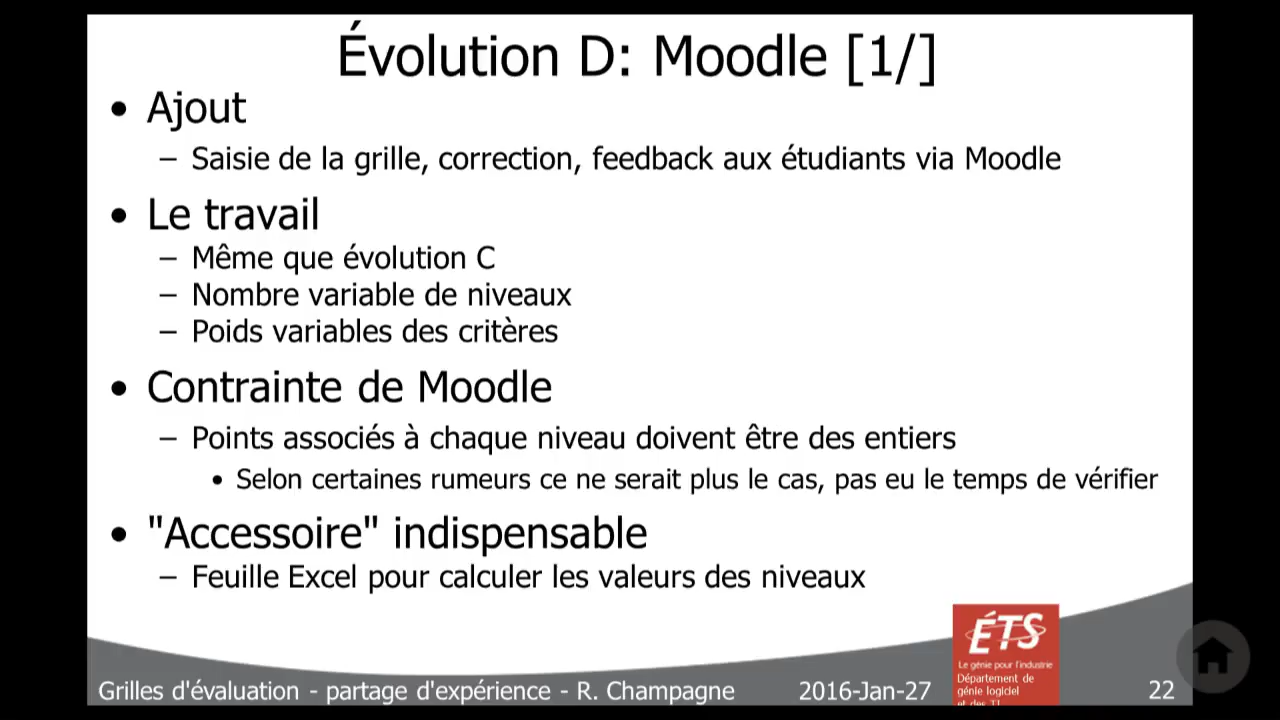 Évolution D: Moodle [1/]
• Ajout
– Saisie de la grille, correction, feedback aux étudiants via Moodle
• Le travail
– Même que évolution C
– Nombre variable de niveaux
– Poids variables des critères
• Contrainte de Moodle
– Points associés à chaque niveau doivent être des entiers
• Selon certaines rumeurs ce ne serait plus le cas, pas eu le temps de vérifier
• "Accessoire" indispensable
– Feuille Excel pour calculer les valeurs des niveaux
ÉTS
Le génie pour l'industrie
Département de
génie logiciel
et des TI
Grilles d'évaluation - partage d'expérience - R. Champagne 2016-Jan-27 22